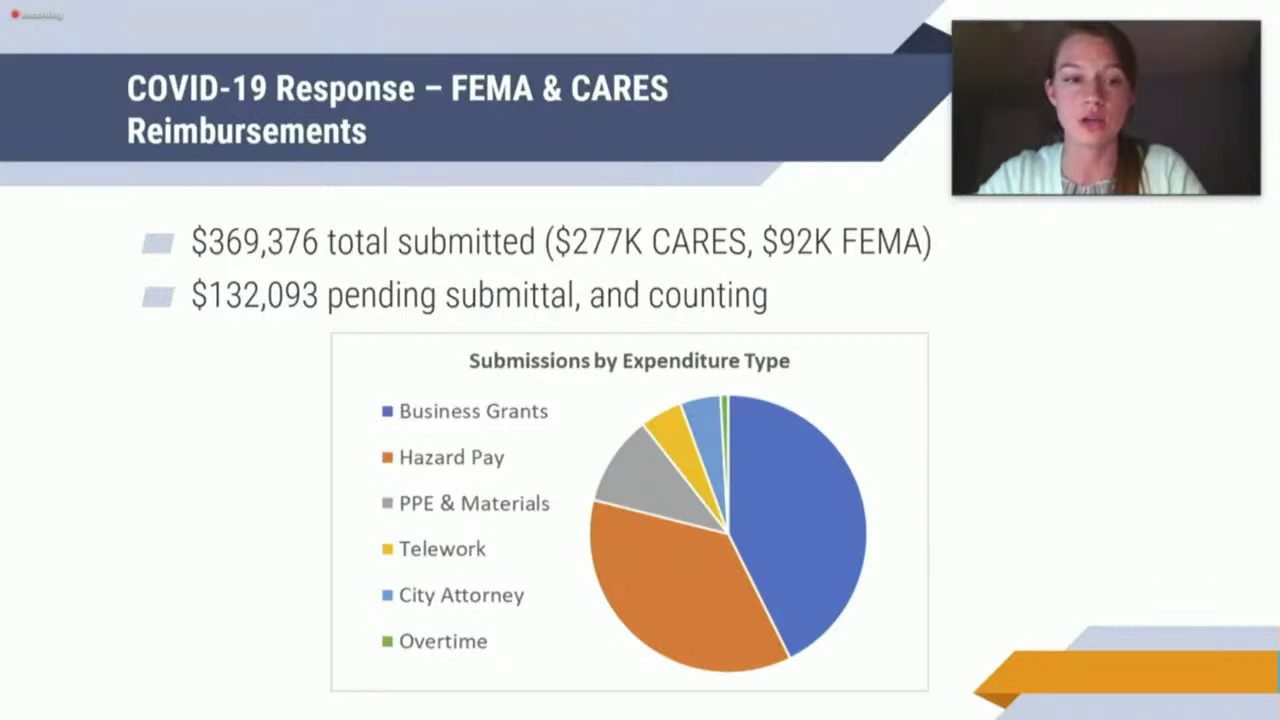 COVID-19 Response – FEMA & CARES
Reimbursements
$369,376 total submitted ($277K CARES, $92K FEMA)
$132,093 pending submittal, and counting
Submissions by Expenditure Type
Business Grants
Hazard Pay
PPE & Materials
Telework
City Attorney
Overtime